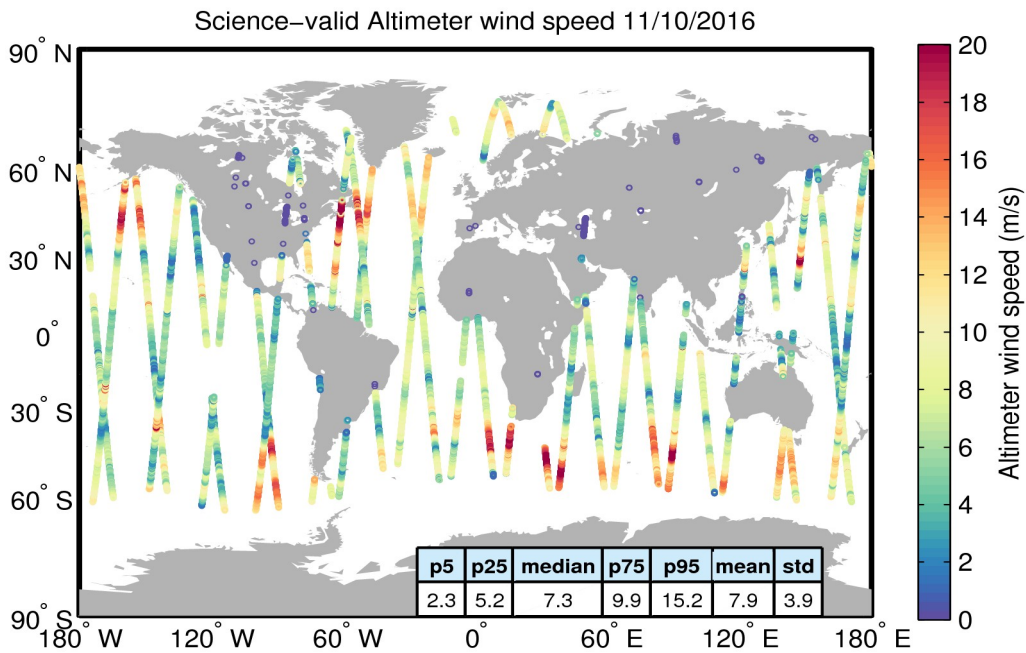 Science−valid Altimeter wind speed 11/10/2016
90° N
60° N
30° N
0°
30° S
60° S
90° S
180° W
120° W
60° W
0°
60° E
120° E
180° E
p5 p25 median p75 p95 mean std
2.3 5.2 7.3 9.9 15.2 7.9 3.9
20
18
16
14
12
10
8
6
4
2
0
Altimeter wind speed (m/s)